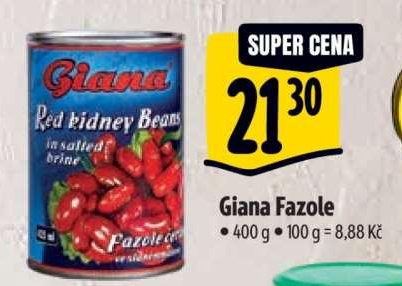 SUPER CENA
21 30
Giana
Red kidney Beans
in salted
brine
Fazole
Giana Fazole
• 400 g • 100 g = 8,88 Kč